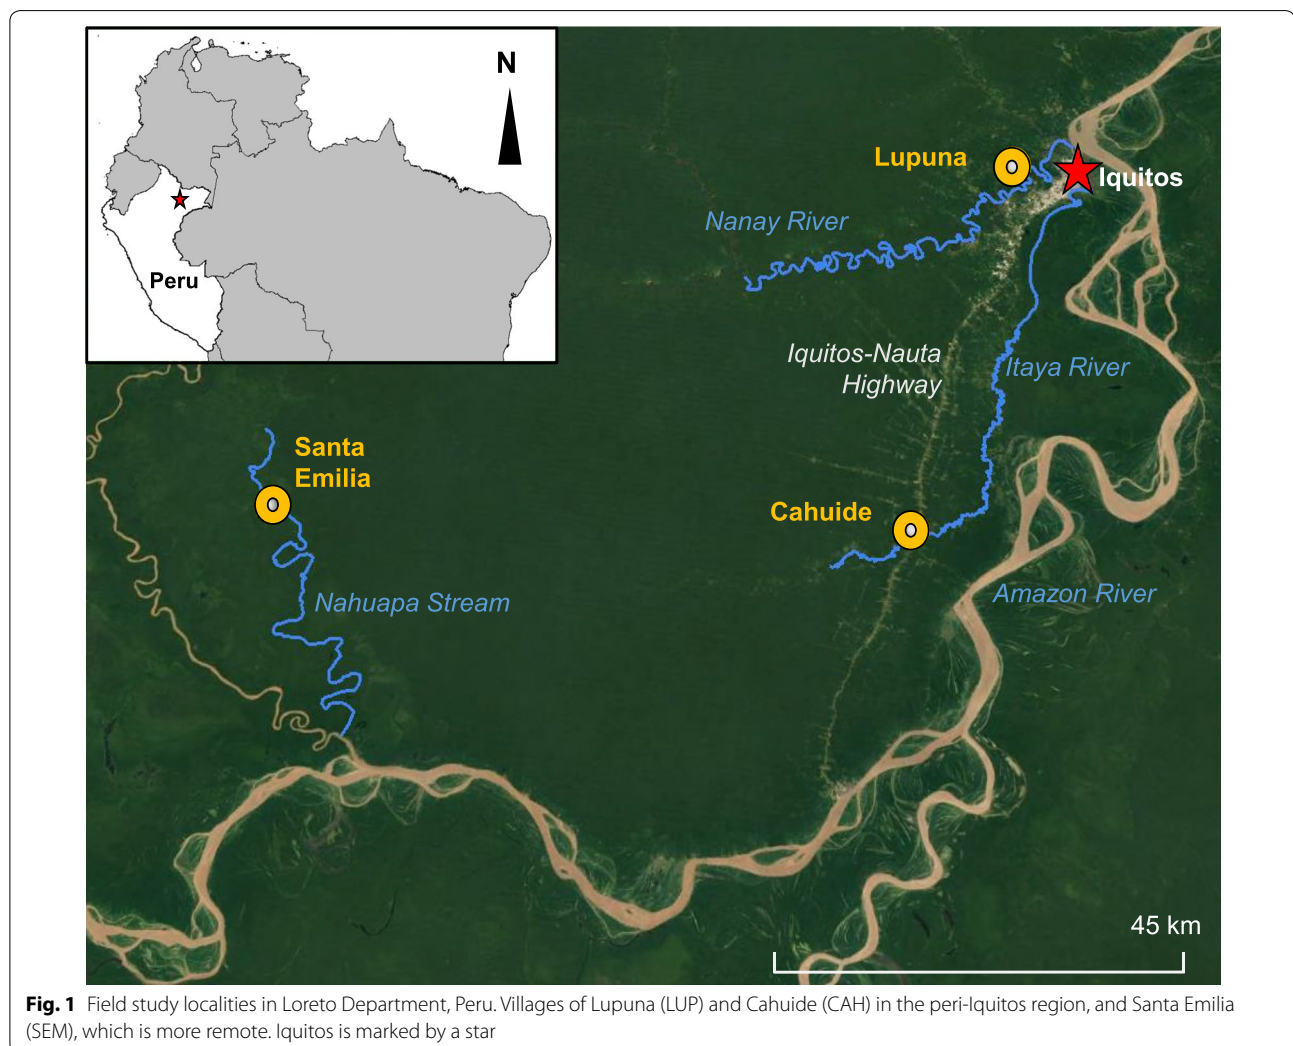 N
Peru
Lupuna
Iquitos
Nanay River
Iquitos-Nauta
Highway
Itaya River
Santa
Emilia
Cahuide
Nahuapa Stream
Amazon River
45 km
Fig. 1 Field study localities in Loreto Department, Peru. Villages of Lupuna (LUP) and Cahuide (CAH) in the peri-Iquitos region, and Santa Emilia
(SEM), which is more remote. Iquitos is marked by a star